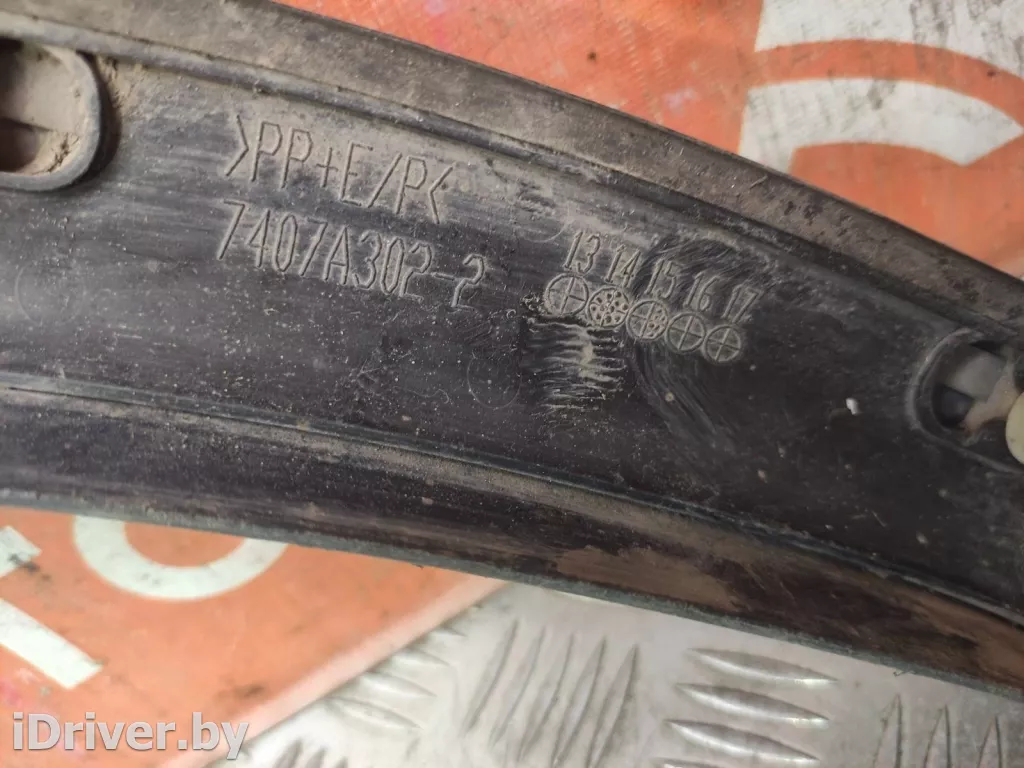 >PP+E/P<
7407A302-2
13 14 15 16 17
iDriver.by